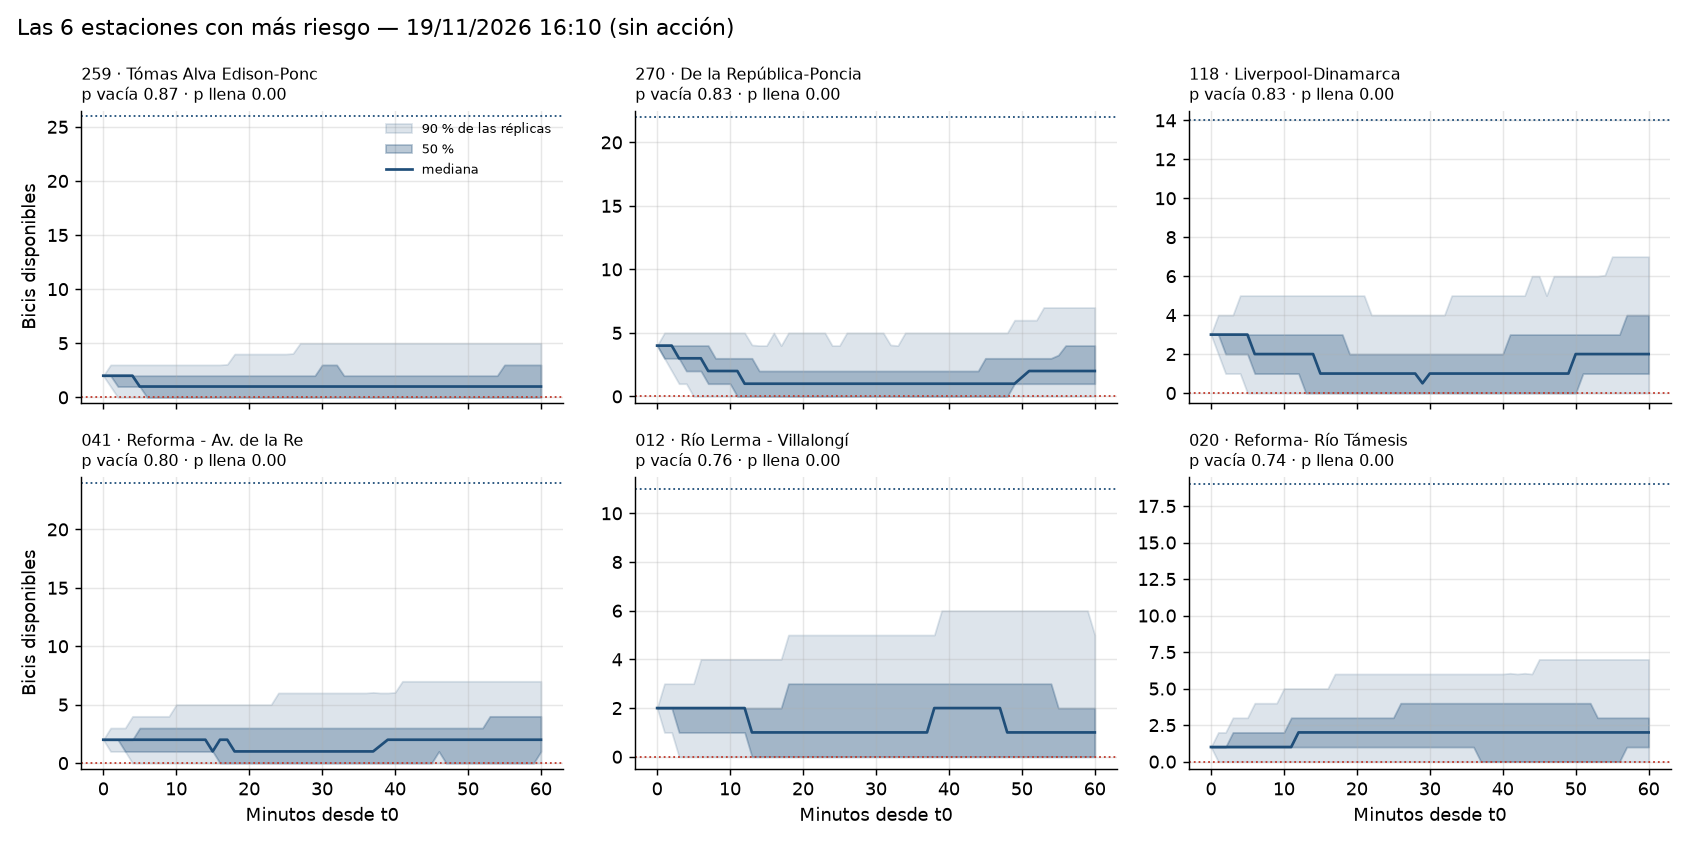 Las 6 estaciones con más riesgo — 19/11/2026 16:10 (sin acción)
259 · Tómas Alva Edison-Ponc
p vacía 0.87 · p llena 0.00
25
20
15
10
5
0
Bicis disponibles
90 % de las réplicas
50 %
mediana
270 · De la República-Poncia
p vacía 0.83 · p llena 0.00
20
15
10
5
0
118 · Liverpool-Dinamarca
p vacía 0.83 · p llena 0.00
14
12
10
8
6
4
2
0
041 · Reforma - Av. de la Re
p vacía 0.80 · p llena 0.00
20
15
10
5
0
Bicis disponibles
0 10 20 30 40 50 60
Minutos desde t0
012 · Río Lerma - Villalongí
p vacía 0.76 · p llena 0.00
10
8
6
4
2
0
0 10 20 30 40 50 60
Minutos desde t0
020 · Reforma- Río Támesis
p vacía 0.74 · p llena 0.00
17.5
15.0
12.5
10.0
7.5
5.0
2.5
0.0
0 10 20 30 40 50 60
Minutos desde t0